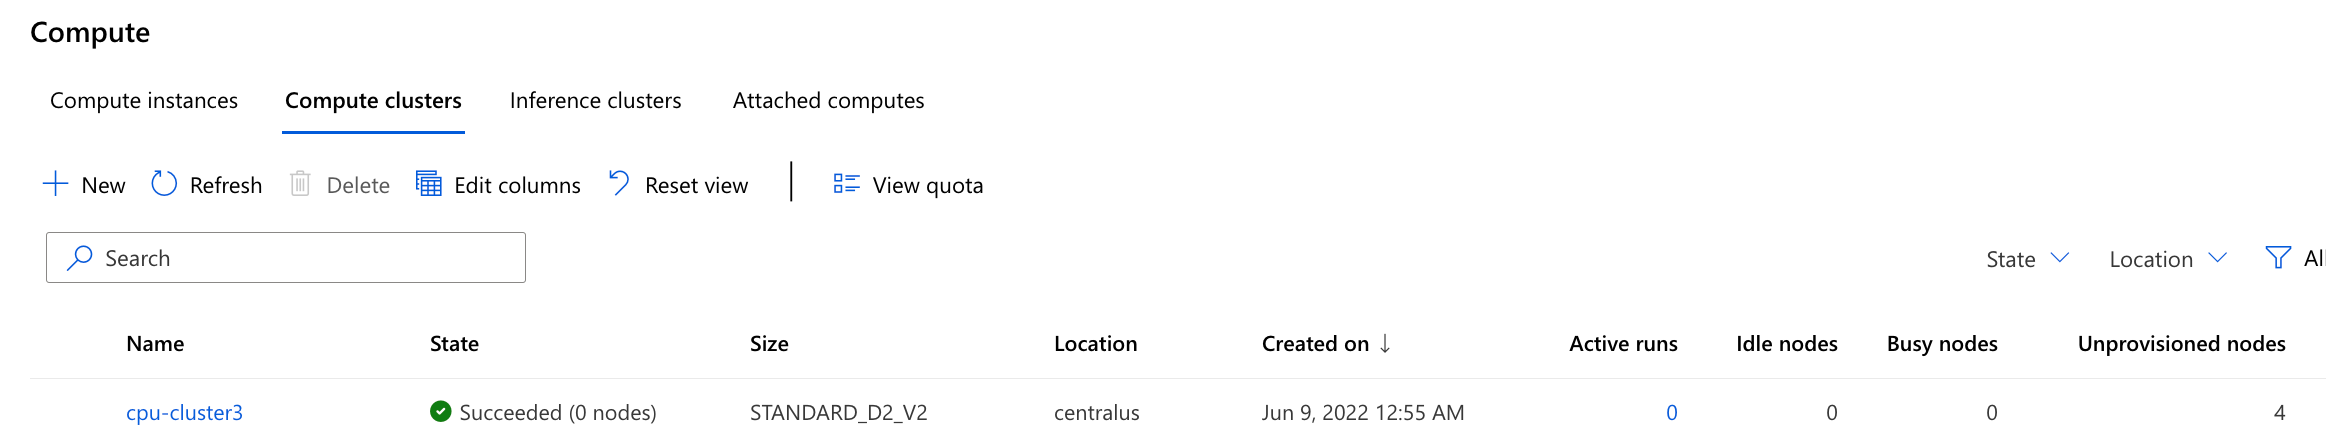 Compute
Compute instances Compute clusters Inference clusters Attached computes
New Refresh Delete Edit columns Reset view View quota
Search State Location All
Name State Size Location Created on Active runs Idle nodes Busy nodes Unprovisioned nodes
cpu-cluster3 Succeeded (0 nodes) STANDARD_D2_V2 centralus Jun 9, 2022 12:55 AM 0 0 0 4